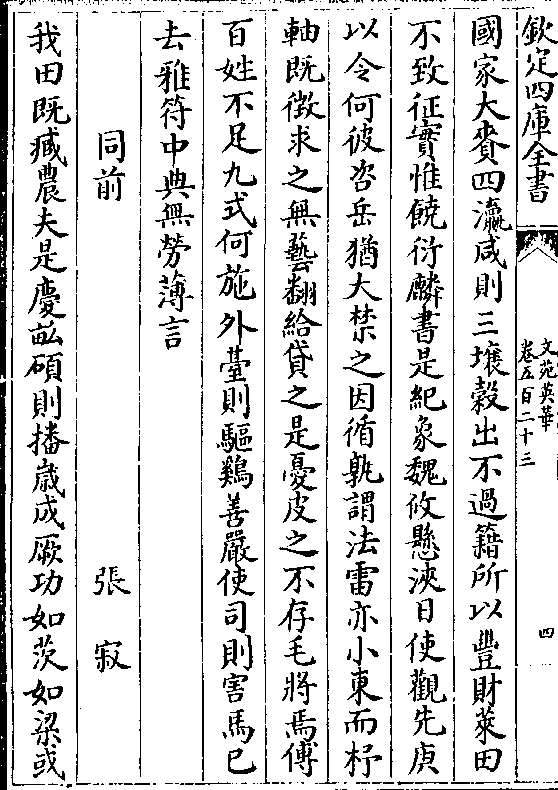 欽定四庫全書
文苑英華
卷五百二十三
四
國家大賚四瀛咸則三壤穀出不過籍所以豐財萊田
不致征實惟饒衍麟書是紀象魏攸懸浹日使觀先庚
以令何彼咨岳猶大禁之因循孰謂法雷亦小東而杼
軸既徵求之無藝翻給貸之是憂皮之不存毛將焉傅
百姓不足九式何施外臺則驅雞善嚴使司則害馬已
去雅符中典無勞薄言
同前 張㝡
我田既臧農夫是慶畝碩則播歲成厥功如茨如梁或